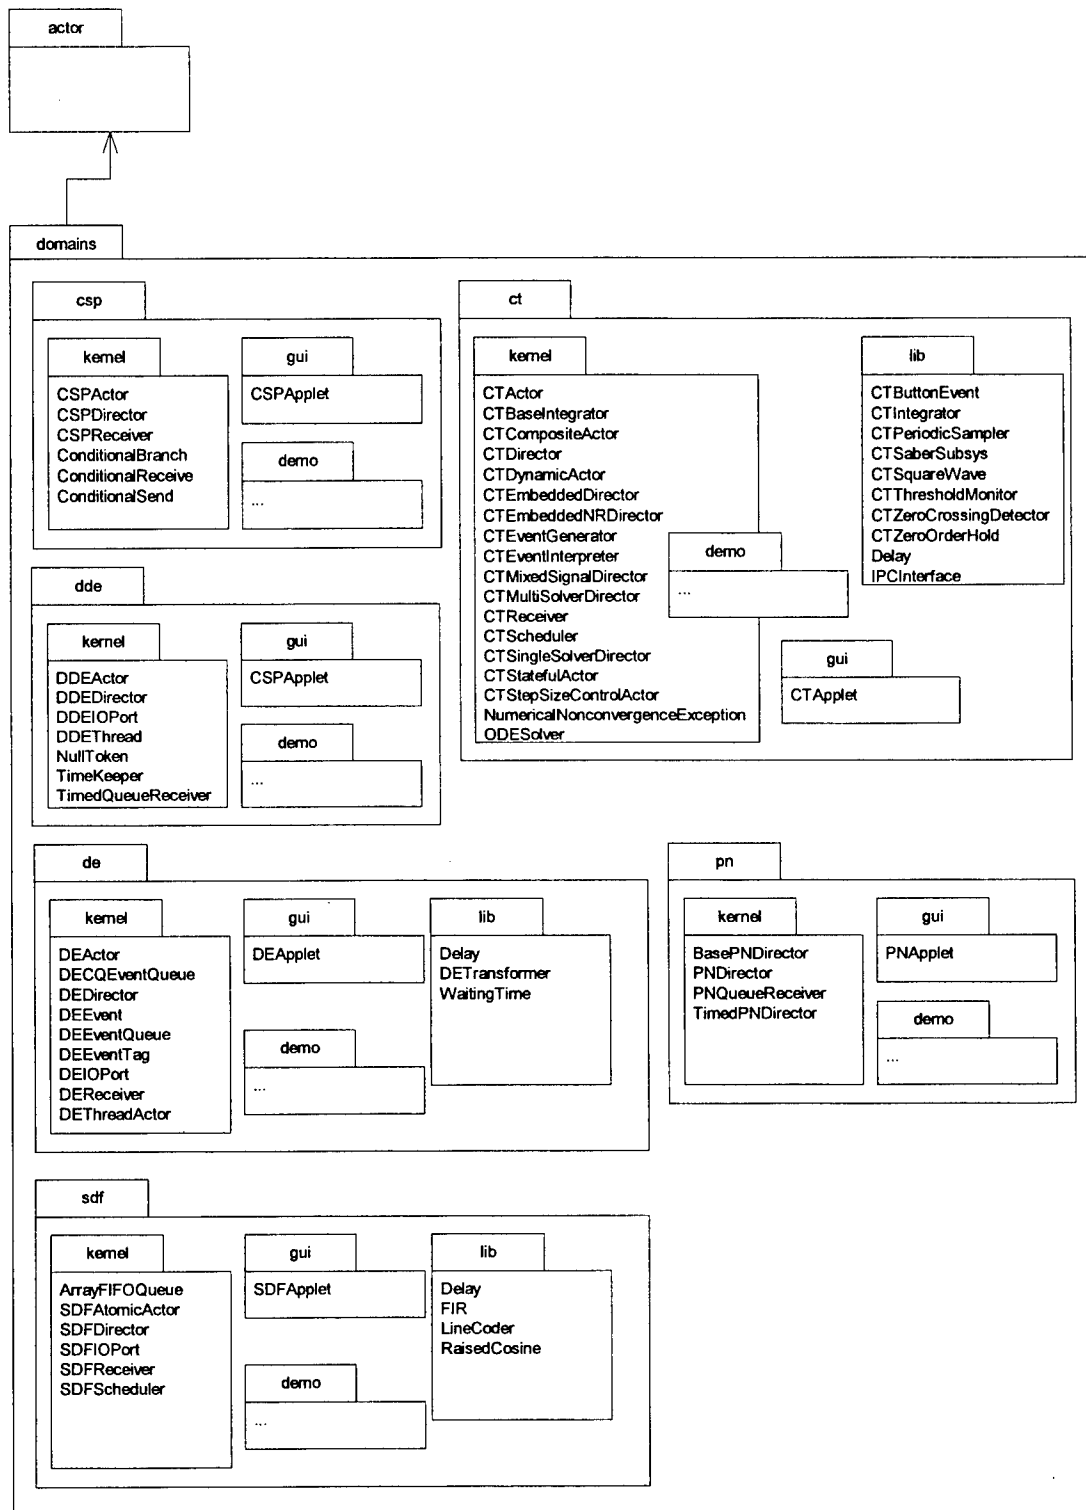 actor
domains
csp
kernel
CSPActor
CSPDirector
CSPReceiver
ConditionalBranch
ConditionalReceive
ConditionalSend
gui
CSPApplet
demo
...
ct
kernel
CTActor
CTBaseIntegrator
CTCompositeActor
CTDirector
CTDynamicActor
CTEmbeddedDirector
CTEmbeddedNRDirector
CTEventGenerator
CTEventInterpreter
CTMixedSignalDirector
CTMultiSolverDirector
CTReceiver
CTScheduler
CTSingleSolverDirector
CTStatefulActor
CTStepSizeControlActor
NumericalNonconvergenceException
ODESolver
lib
CTButtonEvent
CTIntegrator
CTPeriodicSampler
CTSaberSubsys
CTSquareWave
CTThresholdMonitor
CTZeroCrossingDetector
CTZeroOrderHold
Delay
IPCInterface
demo
...
gui
CTApplet
dde
kernel
DDEActor
DDEDirector
DDEIOPort
DDEThread
NullToken
TimeKeeper
TimedQueueReceiver
gui
CSPApplet
demo
...
de
kernel
DEActor
DECQEventQueue
DEDirector
DEEvent
DEEventQueue
DEEventTag
DEIOPort
DEReceiver
DEThreadActor
gui
DEApplet
demo
...
lib
Delay
DETransformer
WaitingTime
pn
kernel
BasePNDirector
PNDirector
PNQueueReceiver
TimedPNDirector
gui
PNApplet
demo
...
sdf
kernel
ArrayFIFOQueue
SDFAtomicActor
SDFDirector
SDFIOPort
SDFReceiver
SDFScheduler
gui
SDFApplet
demo
...
lib
Delay
FIR
LineCoder
RaisedCosine